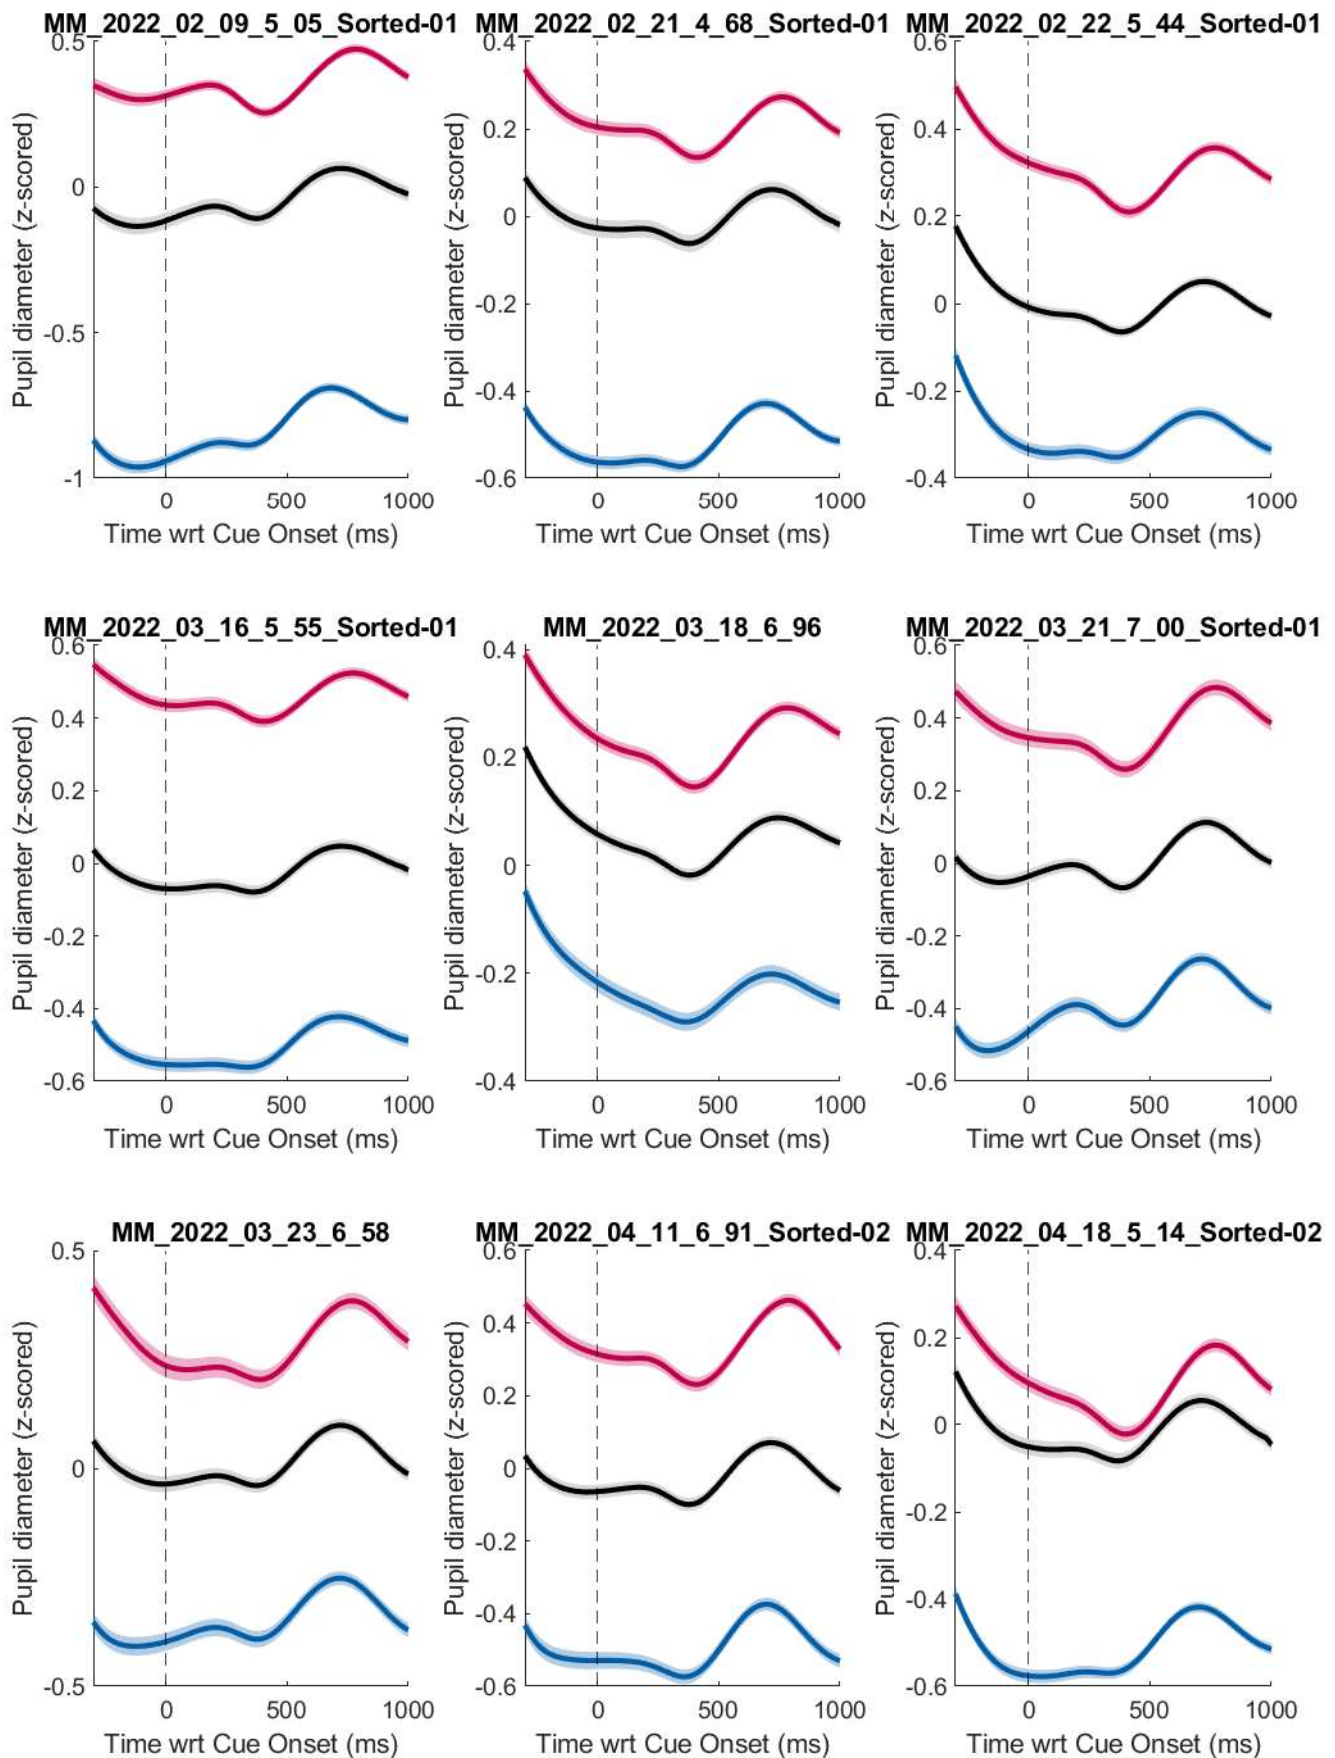 MM_2022_02_09_5_05_Sorted-01 MM_2022_02_21_4_68_Sorted-01 MM_2022_02_22_5_44_Sorted-01
0.5
0
-0.5
-1
Pupil diameter (z-scored)
0 500 1000
Time wrt Cue Onset (ms)
0.4
0.2
0
-0.2
-0.4
-0.6
Pupil diameter (z-scored)
0 500 1000
Time wrt Cue Onset (ms)
0.6
0.4
0.2
0
-0.2
-0.4
Pupil diameter (z-scored)
0 500 1000
Time wrt Cue Onset (ms)
MM_2022_03_16_5_55_Sorted-01 MM_2022_03_18_6_96 MM_2022_03_21_7_00_Sorted-01
0.6
0.4
0.2
0
-0.2
-0.4
-0.6
Pupil diameter (z-scored)
0 500 1000
Time wrt Cue Onset (ms)
0.4
0.2
0
-0.2
-0.4
Pupil diameter (z-scored)
0 500 1000
Time wrt Cue Onset (ms)
0.6
0.4
0.2
0
-0.2
-0.4
-0.6
Pupil diameter (z-scored)
0 500 1000
Time wrt Cue Onset (ms)
MM_2022_03_23_6_58 MM_2022_04_11_6_91_Sorted-02 MM_2022_04_18_5_14_Sorted-02
0.5
0
-0.5
Pupil diameter (z-scored)
0 500 1000
Time wrt Cue Onset (ms)
0.6
0.4
0.2
0
-0.2
-0.4
-0.6
Pupil diameter (z-scored)
0 500 1000
Time wrt Cue Onset (ms)
0.4
0.2
0
-0.2
-0.4
-0.6
Pupil diameter (z-scored)
0 500 1000
Time wrt Cue Onset (ms)